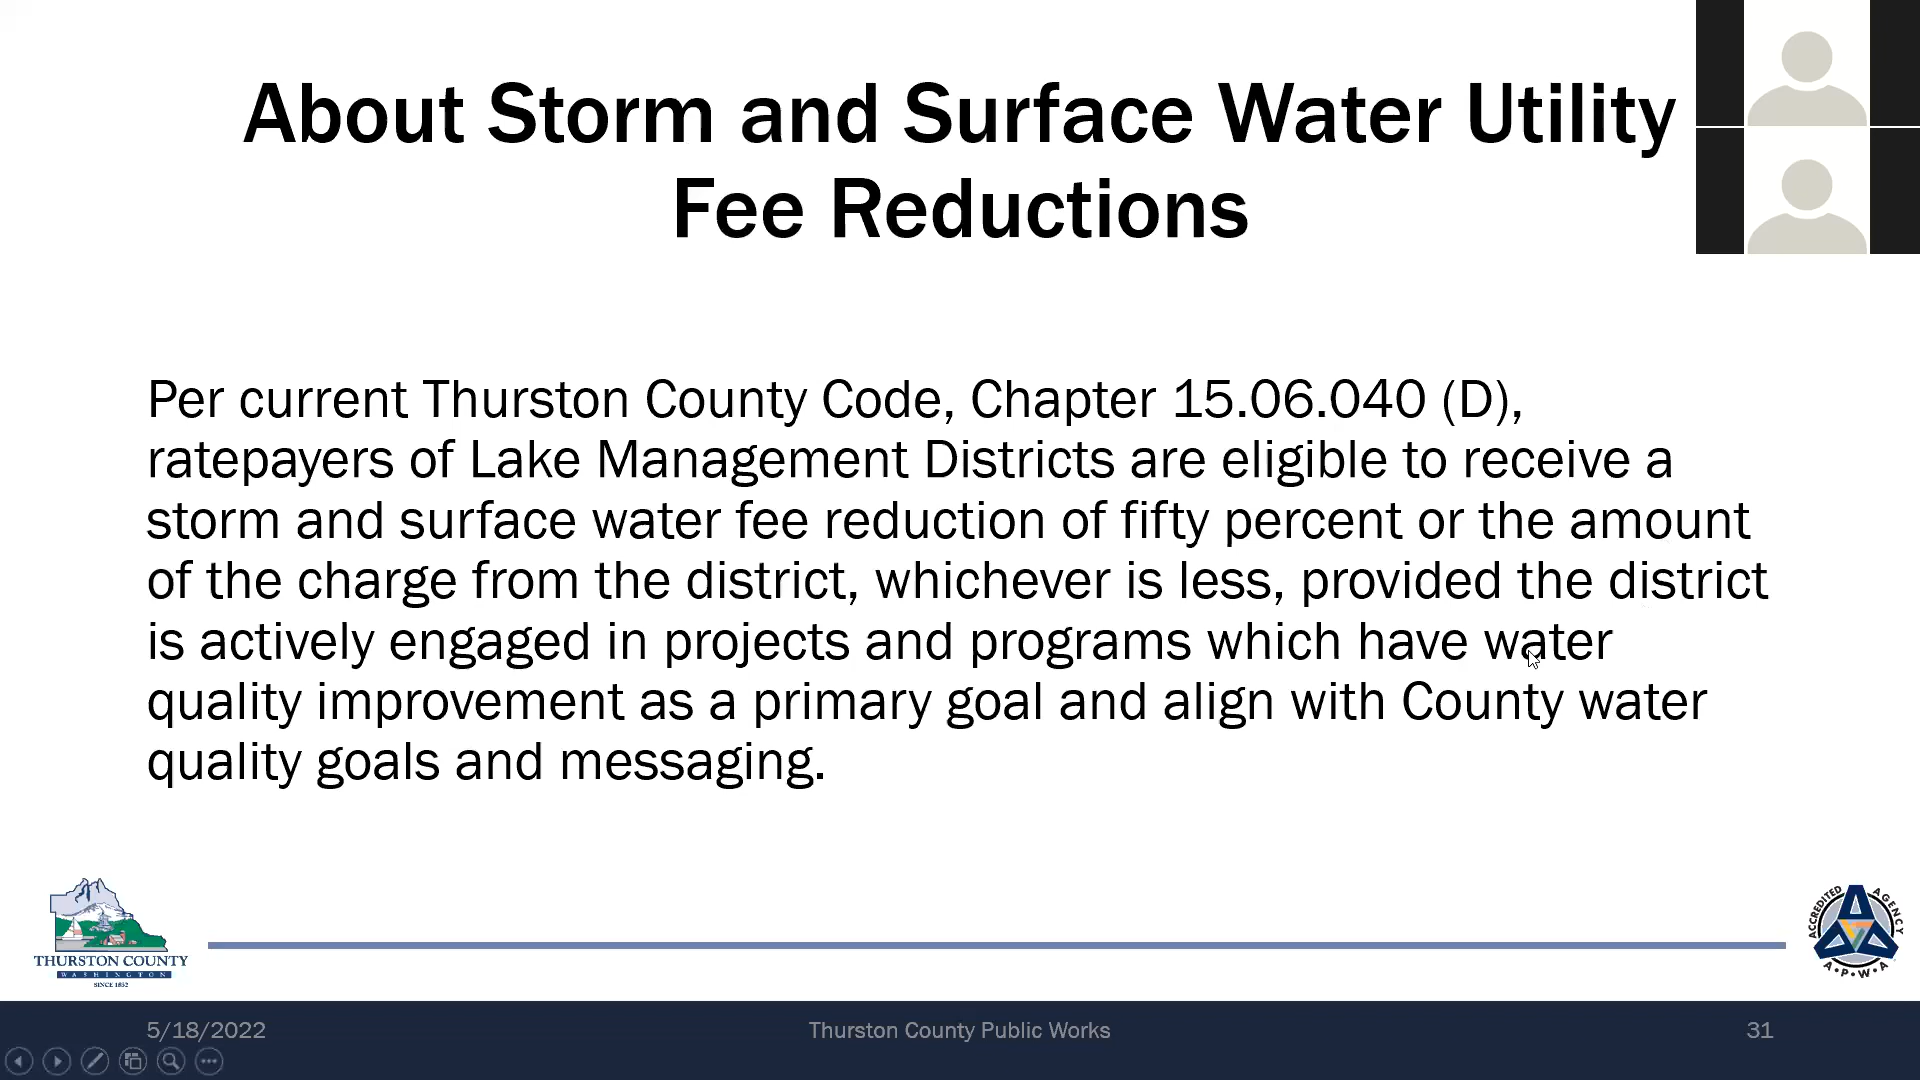 About Storm and Surface Water Utility
Fee Reductions
Per current Thurston County Code, Chapter 15.06.040 (D),
ratepayers of Lake Management Districts are eligible to receive a
storm and surface water fee reduction of fifty percent or the amount
of the charge from the district, whichever is less, provided the district
is actively engaged in projects and programs which have water
quality improvement as a primary goal and align with County water
quality goals and messaging.
THURSTON COUNTY
WASHINGTON
SINCE 1852
ACCREDITED AGENCY
A•P•W•A
5/18/2022
Thurston County Public Works
31